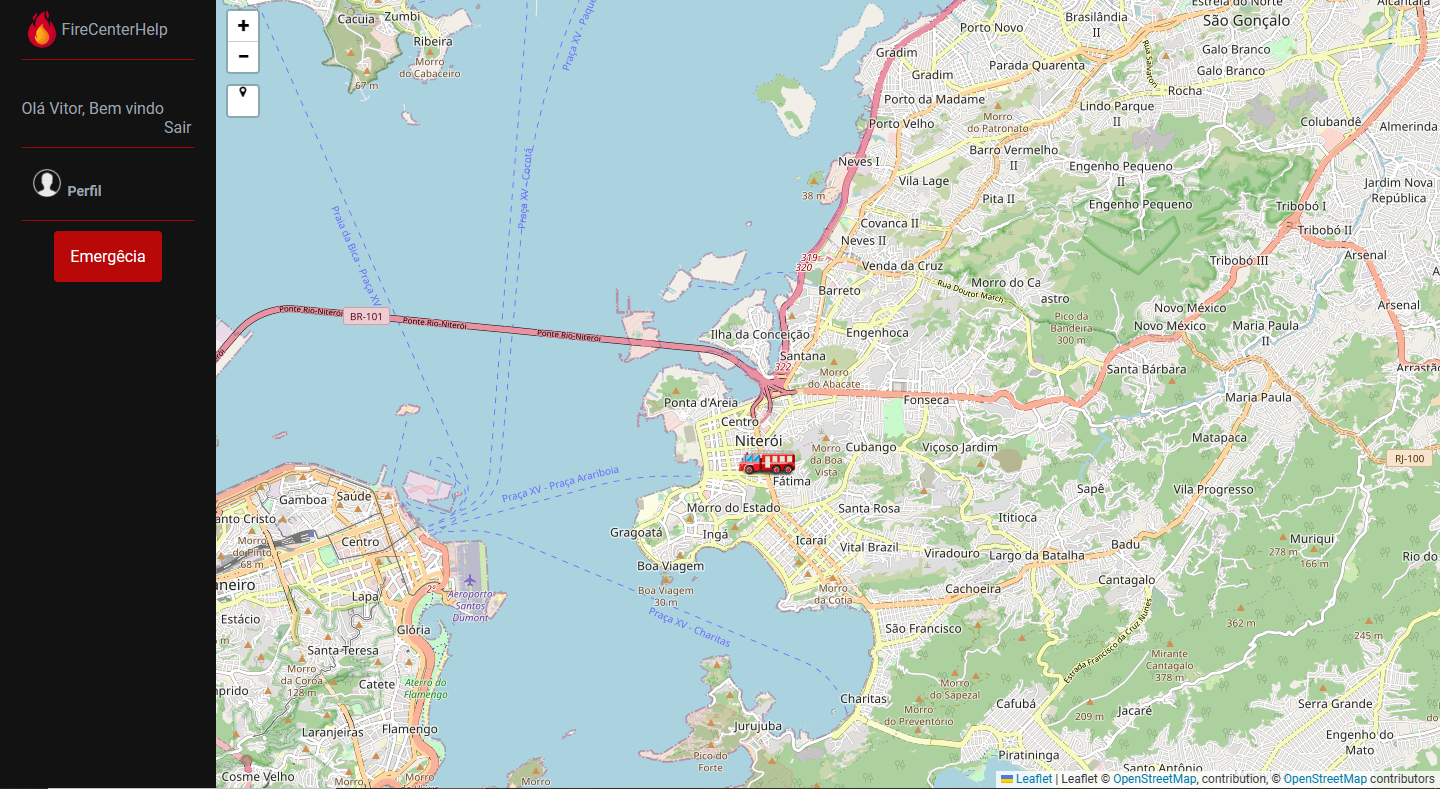 FireCenterHelp
Olá Vitor, Bem vindo
Sair
Perfil
Emergêcia
+
−
Cacuia
Zumbi
Ribeira
Morro
do Cabaceiro
67 m
Praça XV - Paque
Praça XV - Cocotá
Praia da Bica - Praça XV
Gradim
Gradim
Porto da Madame
Porto Velho
Neves I
38 m
Vila Lage
Covanca II
Neves II
319
320
Venda da Cruz
Barreto
Porto Novo
Parada Quarenta
Brasilândia
II
Estrela do Norte
São Gonçalo
Alcântara
Rua Salvatori
Galo Branco
Galo Branco
Rocha
Lindo Parque
II
Morro
do Patronato
Barro Vermelho
II
Pita II
Engenho Pequeno
II
Engenho Pequeno
Colubandê
Almerinda
Jardim Nova
República
Tribobó I
Tribobó II
Tribobó III
Arsenal
Arsenal
Morro do Ca
astro
Rua Doutor March
Pico da
Bandeira
300 m
Novo México
Novo México
Maria Paula
II
Ponte Rio-Niterói
BR-101
Ponte Rio-Niterói
Ponte Rio-Niterói
Ilha da Conceição
Engenhoca
Santana
322
Morro
do Abacate
Santa Bárbara
Arrastão
Ponta d'Areia
Fonseca
Maria Paula
Centro
Niterói
Morro
da Boa
Vista
Cubango
Viçoso Jardim
Matapaca
RJ-100
Fátima
Praça XV - Praça Arariboia
Sapê
Vila Progresso
Gamboa
Saúde
anto Cristo
Morro do Estado
Santa Rosa
Ititioca
Centro
Morro
do Pinto
68 m
Gragoatá
Ingá
Icaraí
Vital Brazil
Viradouro
Largo da Batalha
Badu
Muriqui
278 m
166 m
Rio do
Boa Viagem
Boa Viagem
30 m
Morro
da Cotia
Cachoeira
Cantagalo
neiro
Lapa
Aeroporto
Santos
Dumont
Estácio
Glória
Praça XV - Charitas
São Francisco
Estrada Francisco da Cruz Nunes
362 m
245 m
Santa Teresa
Morro
da Coroa
128 m
Catete
Aterro do
Flamengo
Mirante
Cantagalo
378 m
Morro
do Sapezal
Charitas
Morro
do Preventório
Cafubá
209 m
Jacaré
Serra Grande
Laranjeiras
Flamengo
Jurujuba
Pico do
Forte
Piratininga
Engenho do
Mato
Cosme Velho
Morro
Morro
Morro
Santo Antônio
Leaflet | Leaflet © OpenStreetMap, contribution, © OpenStreetMap contributors